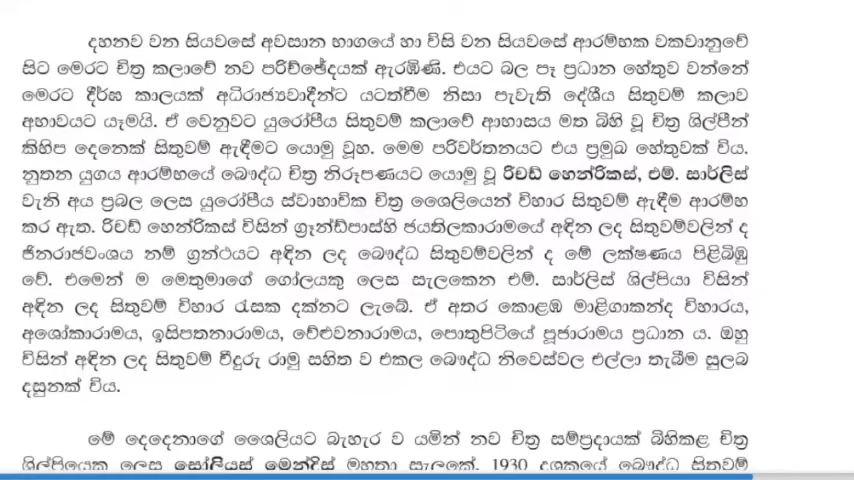 දහනව වන සියවසේ අවසාන භාගයේ හා විසි වන සියවසේ ආරම්භක වකවානුවේ
සිට මෙරට චිත්‍ර කලාවේ නව පරිච්ඡේදයක් ඇරඹිණි. එයට බල පෑ ප්‍රධාන හේතුව වන්නේ
මෙරට දීර්ඝ කාලයක් අධිරාජ්‍යවාදීන්ට යටත්වීම නිසා පැවැති දේශීය සිතුවම් කලාව
අභාවයට යෑමයි. ඒ වෙනුවට යුරෝපීය සිතුවම් කලාවේ ආභාසය මත බිහි වූ චිත්‍ර ශිල්පීන්
කිහිප දෙනෙක් සිතුවම් ඇඳීමට යොමු වූහ. මෙම පරිවර්තනයට එය ප්‍රමුඛ හේතුවක් විය.
නූතන යුගය ආරම්භයේ බෞද්ධ චිත්‍ර නිරූපණයට යොමු වූ රිචඩ් හෙන්රිකස්, එම්. සාර්ලිස්
වැනි අය ප්‍රබල ලෙස යුරෝපීය ස්වාභාවික චිත්‍ර ශෛලියෙන් විහාර සිතුවම් ඇඳීම ආරම්භ
කර ඇත. රිචඩ් හෙන්රිකස් විසින් ග්‍රෑන්ඩ්පාස්හි ජයතිලකාරාමයේ අඳින ලද සිතුවම්වලින් ද
ජිනරාජවංශය නම් ග්‍රන්ථයට අඳින ලද බෞද්ධ සිතුවම්වලින් ද මේ ලක්ෂණය පිළිබිඹු
වේ. එමෙන් ම මෙතුමාගේ ගෝලයකු ලෙස සැලකෙන එම්. සාර්ලිස් ශිල්පියා විසින්
අඳින ලද සිතුවම් විහාර රැසක දක්නට ලැබේ. ඒ අතර කොළඹ මාළිගාකන්ද විහාරය,
අශෝකාරාමය, ඉසිපතනාරාමය, වේළුවනාරාමය, පොතුපිටියේ පූජාරාමය ප්‍රධාන ය. ඔහු
විසින් අඳින ලද සිතුවම් වීදුරු රාමු සහිත ව එකල බෞද්ධ නිවෙස්වල එල්ලා තැබීම සුලබ
දසුනක් විය.
මේ දෙදෙනාගේ ශෛලියට බැහැර ව යමින් නව චිත්‍ර සම්ප්‍රදායක් බිහිකළ චිත්‍ර
ශිල්පියෙකු ලෙස සෝලියස් මෙන්ඩිස් මහතා සැලකේ. 1930 දශකයේ බෞද්ධ සිතුවම්